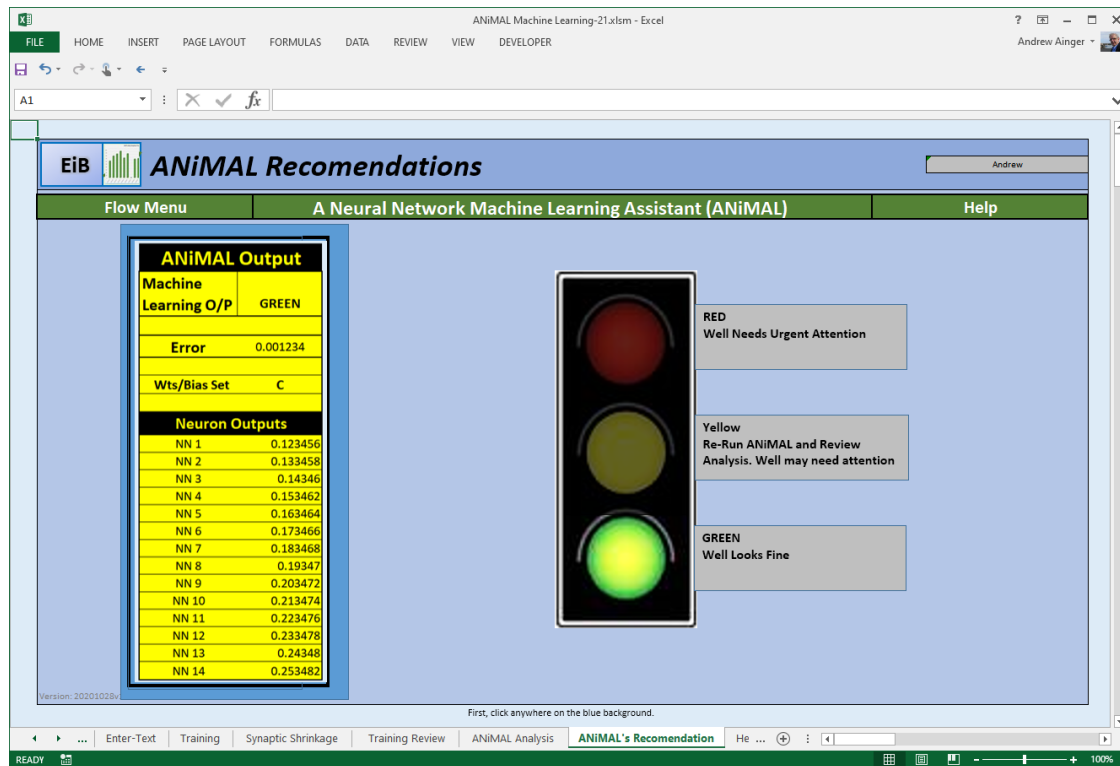 ANiMAL Machine Learning-21.xlsm - Excel
FILE HOME INSERT PAGE LAYOUT FORMULAS DATA REVIEW VIEW DEVELOPER
Andrew Ainger
A1
fx
EiB ANiMAL Recomendations
Andrew
Flow Menu A Neural Network Machine Learning Assistant (ANiMAL) Help
ANiMAL Output
Machine
Learning O/P GREEN
Error 0.001234
Wts/Bias Set C
Neuron Outputs
NN 1 0.123456
NN 2 0.133458
NN 3 0.14346
NN 4 0.153462
NN 5 0.163464
NN 6 0.173466
NN 7 0.183468
NN 8 0.19347
NN 9 0.203472
NN 10 0.213474
NN 11 0.223476
NN 12 0.233478
NN 13 0.24348
NN 14 0.253482
RED
Well Needs Urgent Attention
Yellow
Re-Run ANiMAL and Review
Analysis. Well may need attention
GREEN
Well Looks Fine
Version: 20201028v
First, click anywhere on the blue background.
... Enter-Text Training Synaptic Shrinkage Training Review ANiMAL Analysis ANiMAL's Recomendation He ...
READY 100%